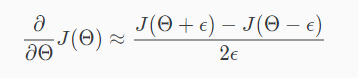 ∂/∂Θ J(Θ) ≈ (J(Θ + ϵ) − J(Θ − ϵ)) / 2ϵ